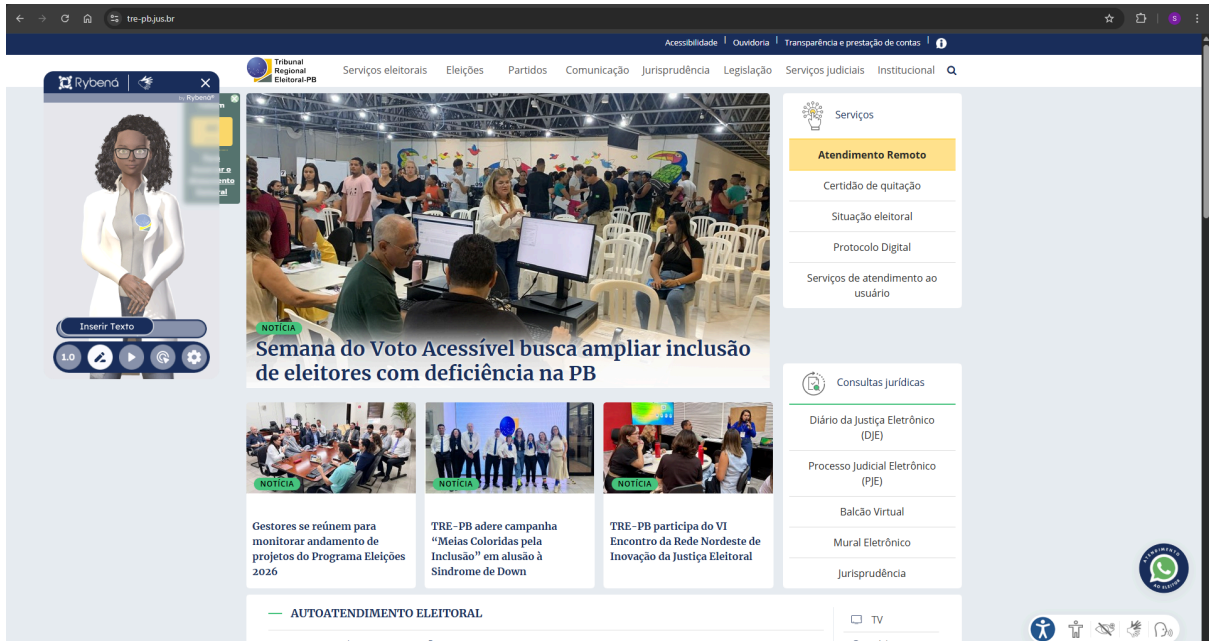 tre-pb.jus.br
S
Acessibilidade
Ouvidoria
Transparência e prestação de contas
Tribunal
Regional
Eleitoral-PB
Serviços eleitorais
Eleições
Partidos
Comunicação
Jurisprudência
Legislação
Serviços judiciais
Institucional
Rybená
by Rybená®
Inserir Texto
1.0
NOTÍCIA
Semana do Voto Acessível busca ampliar inclusão
de eleitores com deficiência na PB
NOTÍCIA
Gestores se reúnem para
monitorar andamento de
projetos do Programa Eleições
2026
NOTÍCIA
TRE-PB adere campanha
“Meias Coloridas pela
Inclusão” em alusão à
Sindrome de Down
NOTÍCIA
TRE-PB participa do VI
Encontro da Rede Nordeste de
Inovação da Justiça Eleitoral
Serviços
Atendimento Remoto
Certidão de quitação
Situação eleitoral
Protocolo Digital
Serviços de atendimento ao
usuário
Consultas jurídicas
Diário da Justiça Eletrônico
(DJE)
Processo Judicial Eletrônico
(PJE)
Balcão Virtual
Mural Eletrônico
Jurisprudência
ATENDIMENTO
AO ELEITOR
AUTOATENDIMENTO ELEITORAL
TV